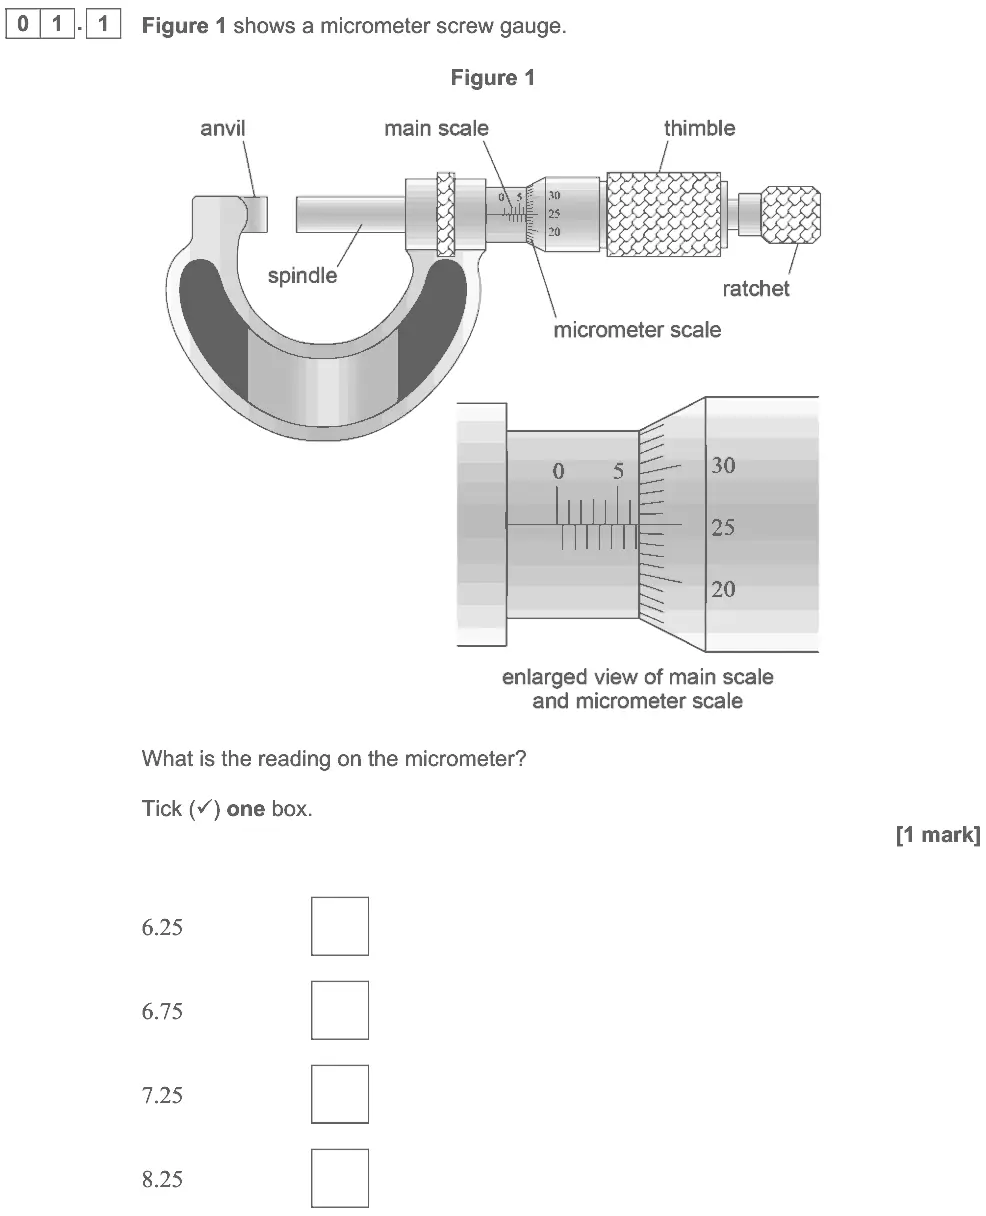 0 1 . 1 Figure 1 shows a micrometer screw gauge.
Figure 1
anvil main scale thimble
0 5 30
25
20
spindle
ratchet
micrometer scale
0 5 30
25
20
enlarged view of main scale
and micrometer scale
What is the reading on the micrometer?
Tick (✓) one box.
[1 mark]
6.25
6.75
7.25
8.25